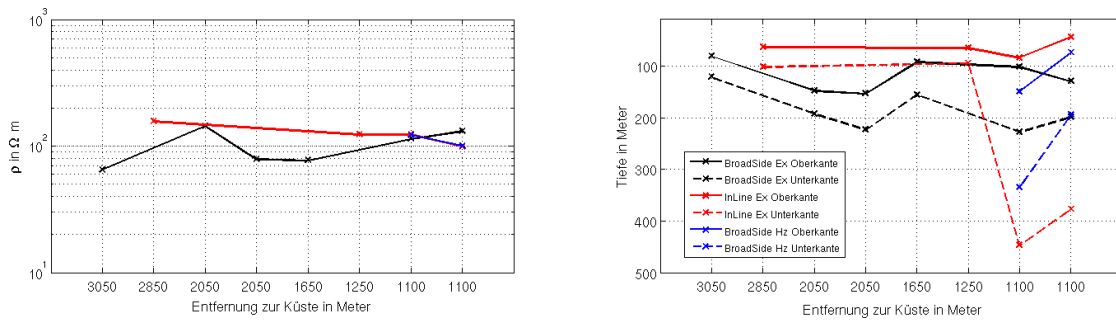 10³
10²
10¹
ρ in Ω m
3050 2850 2050 2050 1650 1250 1100 1100
Entfernung zur Küste in Meter
100
200
300
400
500
Tiefe in Meter
BroadSide Ex Oberkante
BroadSide Ex Unterkante
InLine Ex Oberkante
InLine Ex Unterkante
BroadSide Hz Oberkante
BroadSide Hz Unterkante
3050 2850 2050 2050 1650 1250 1100 1100
Entfernung zur Küste in Meter